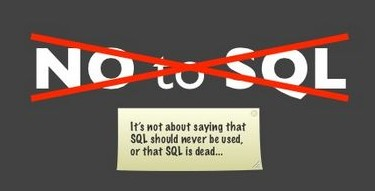 NO to SQL
It's not about saying that
SQL should never be used,
or that SQL is dead...